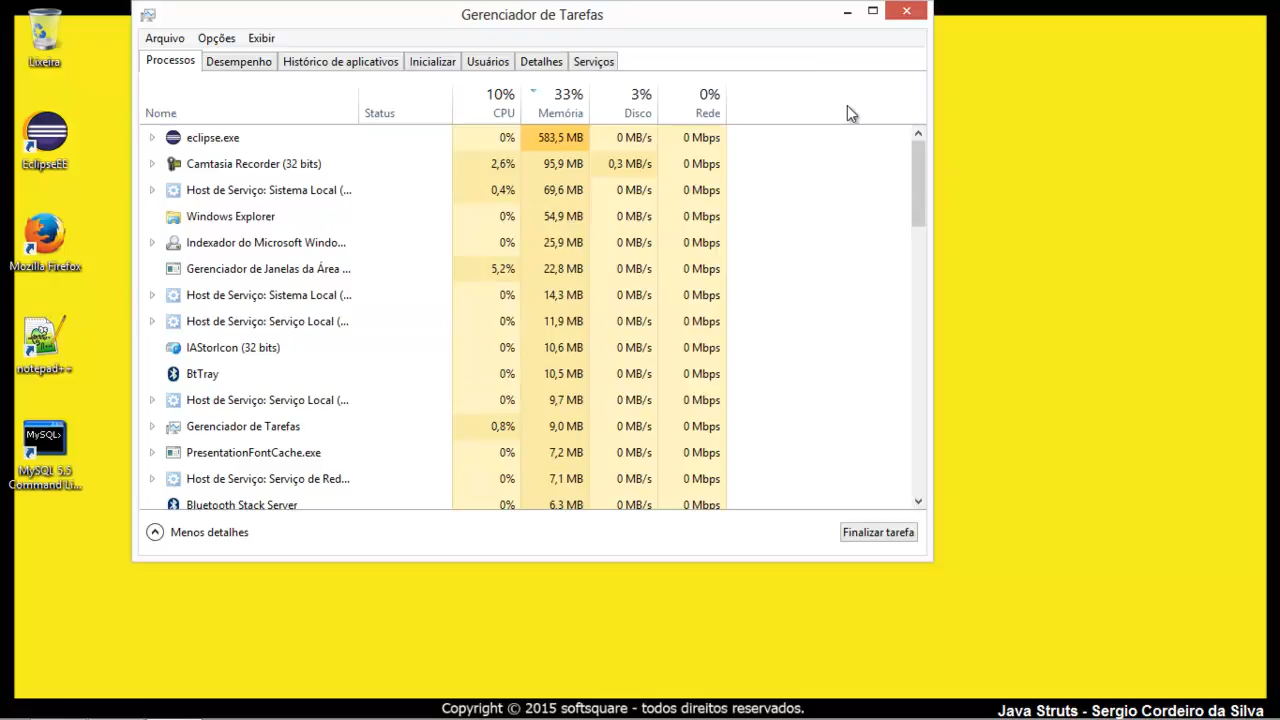 Gerenciador de Tarefas
Arquivo Opções Exibir
Processos Desempenho Histórico de aplicativos Inicializar Usuários Detalhes Serviços
10% 33% 3% 0%
Nome Status CPU Memória Disco Rede
eclipse.exe 0% 583,5 MB 0 MB/s 0 Mbps
Camtasia Recorder (32 bits) 2,6% 95,9 MB 0,3 MB/s 0 Mbps
Host de Serviço: Sistema Local (... 0,4% 69,6 MB 0 MB/s 0 Mbps
Windows Explorer 0% 54,9 MB 0 MB/s 0 Mbps
Indexador do Microsoft Windo... 0% 25,9 MB 0 MB/s 0 Mbps
Gerenciador de Janelas da Área ... 5,2% 22,8 MB 0 MB/s 0 Mbps
Host de Serviço: Sistema Local (... 0% 14,3 MB 0 MB/s 0 Mbps
Host de Serviço: Serviço Local (... 0% 11,9 MB 0 MB/s 0 Mbps
IAStorIcon (32 bits) 0% 10,6 MB 0 MB/s 0 Mbps
BtTray 0% 10,5 MB 0 MB/s 0 Mbps
Host de Serviço: Serviço Local (... 0% 9,7 MB 0 MB/s 0 Mbps
Gerenciador de Tarefas 0,8% 9,0 MB 0 MB/s 0 Mbps
PresentationFontCache.exe 0% 7,2 MB 0 MB/s 0 Mbps
Host de Serviço: Serviço de Red... 0% 7,1 MB 0 MB/s 0 Mbps
Bluetooth Stack Server 0% 6,3 MB 0 MB/s 0 Mbps
Menos detalhes Finalizar tarefa
Lixeira
EclipseEE
Mozilla Firefox
notepad++
MySQL>
MySQL 5.5
Command Li...
Copyright © 2015 softsquare - todos direitos reservados.
Java Struts - Sergio Cordeiro da Silva